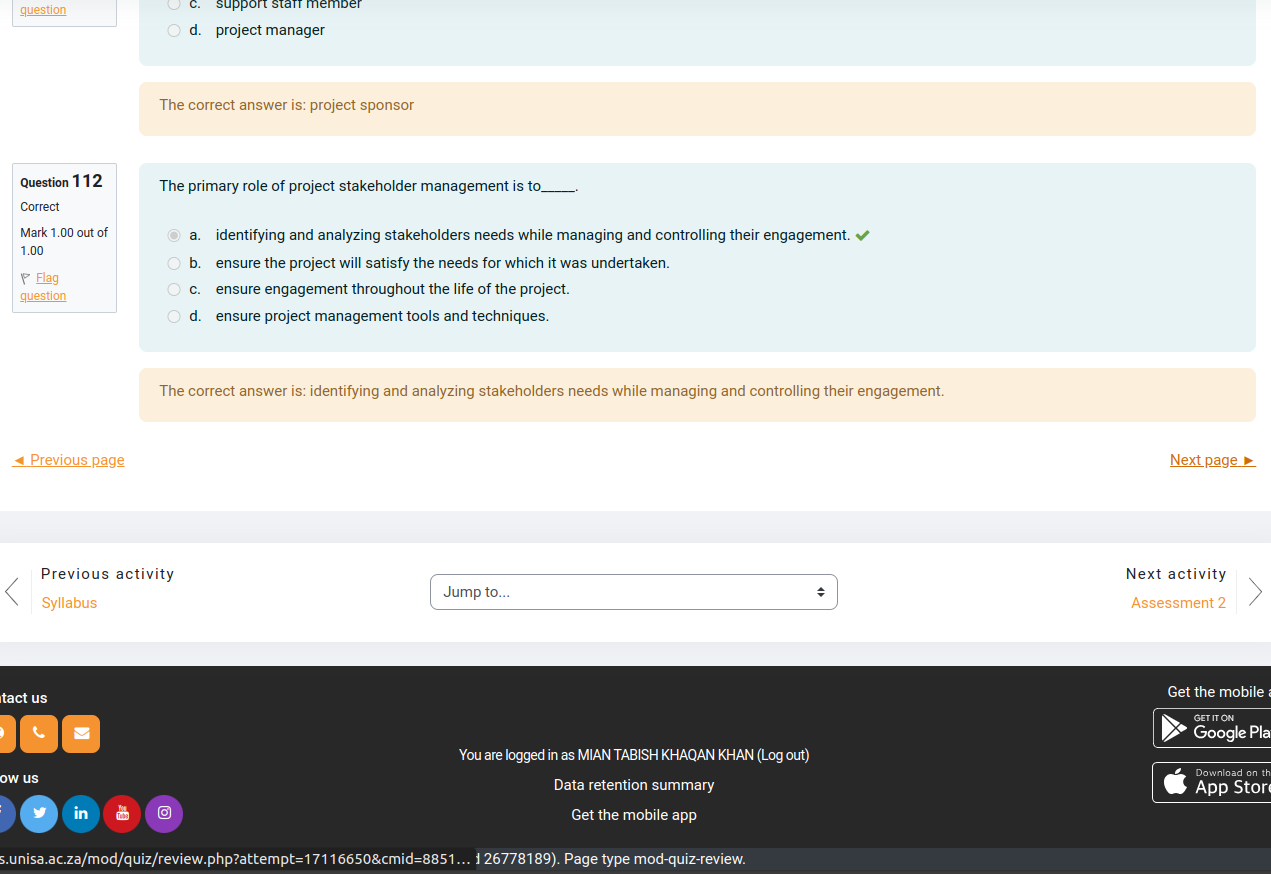 question
c. support staff member
d. project manager
The correct answer is: project sponsor
Question 112
Correct
Mark 1.00 out of
1.00
Flag
question
The primary role of project stakeholder management is to_____.
a. identifying and analyzing stakeholders needs while managing and controlling their engagement.
b. ensure the project will satisfy the needs for which it was undertaken.
c. ensure engagement throughout the life of the project.
d. ensure project management tools and techniques.
The correct answer is: identifying and analyzing stakeholders needs while managing and controlling their engagement.
◄ Previous page
Next page ►
Previous activity
Syllabus
Jump to...
Next activity
Assessment 2
tact us
ow us
You are logged in as MIAN TABISH KHAQAN KHAN (Log out)
Data retention summary
Get the mobile app
Get the mobile a
GET IT ON
Google Pla
Download on th
App Store
s.unisa.ac.za/mod/quiz/review.php?attempt=17116650&cmid=8851...
26778189). Page type mod-quiz-review.